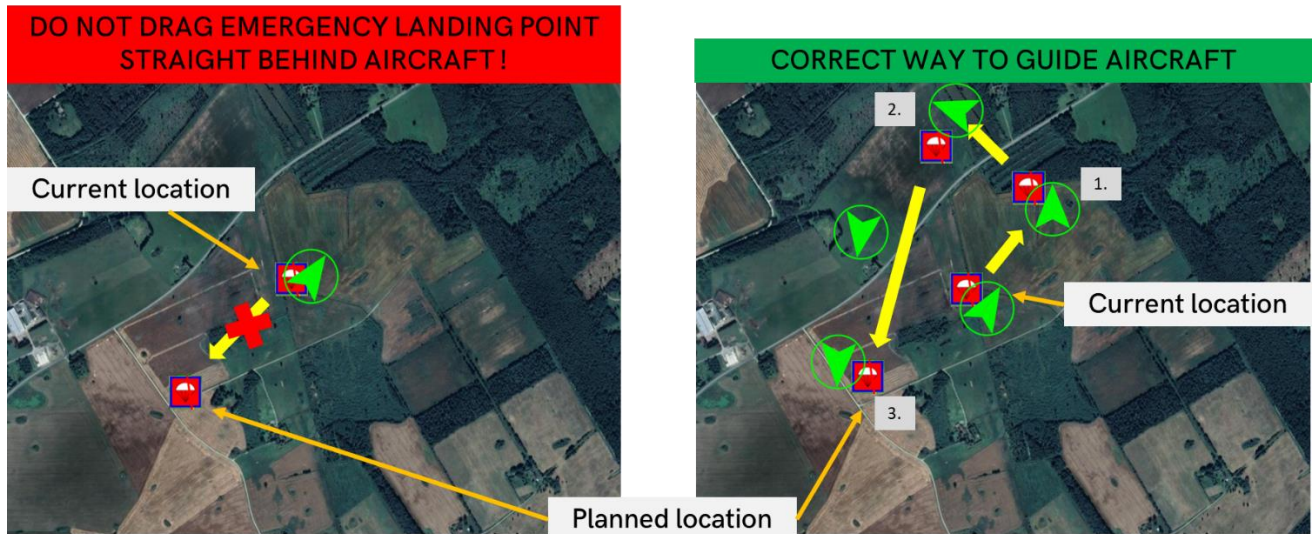 DO NOT DRAG EMERGENCY LANDING POINT
STRAIGHT BEHIND AIRCRAFT !
Current location
CORRECT WAY TO GUIDE AIRCRAFT
2.
1.
Current location
3.
Planned location